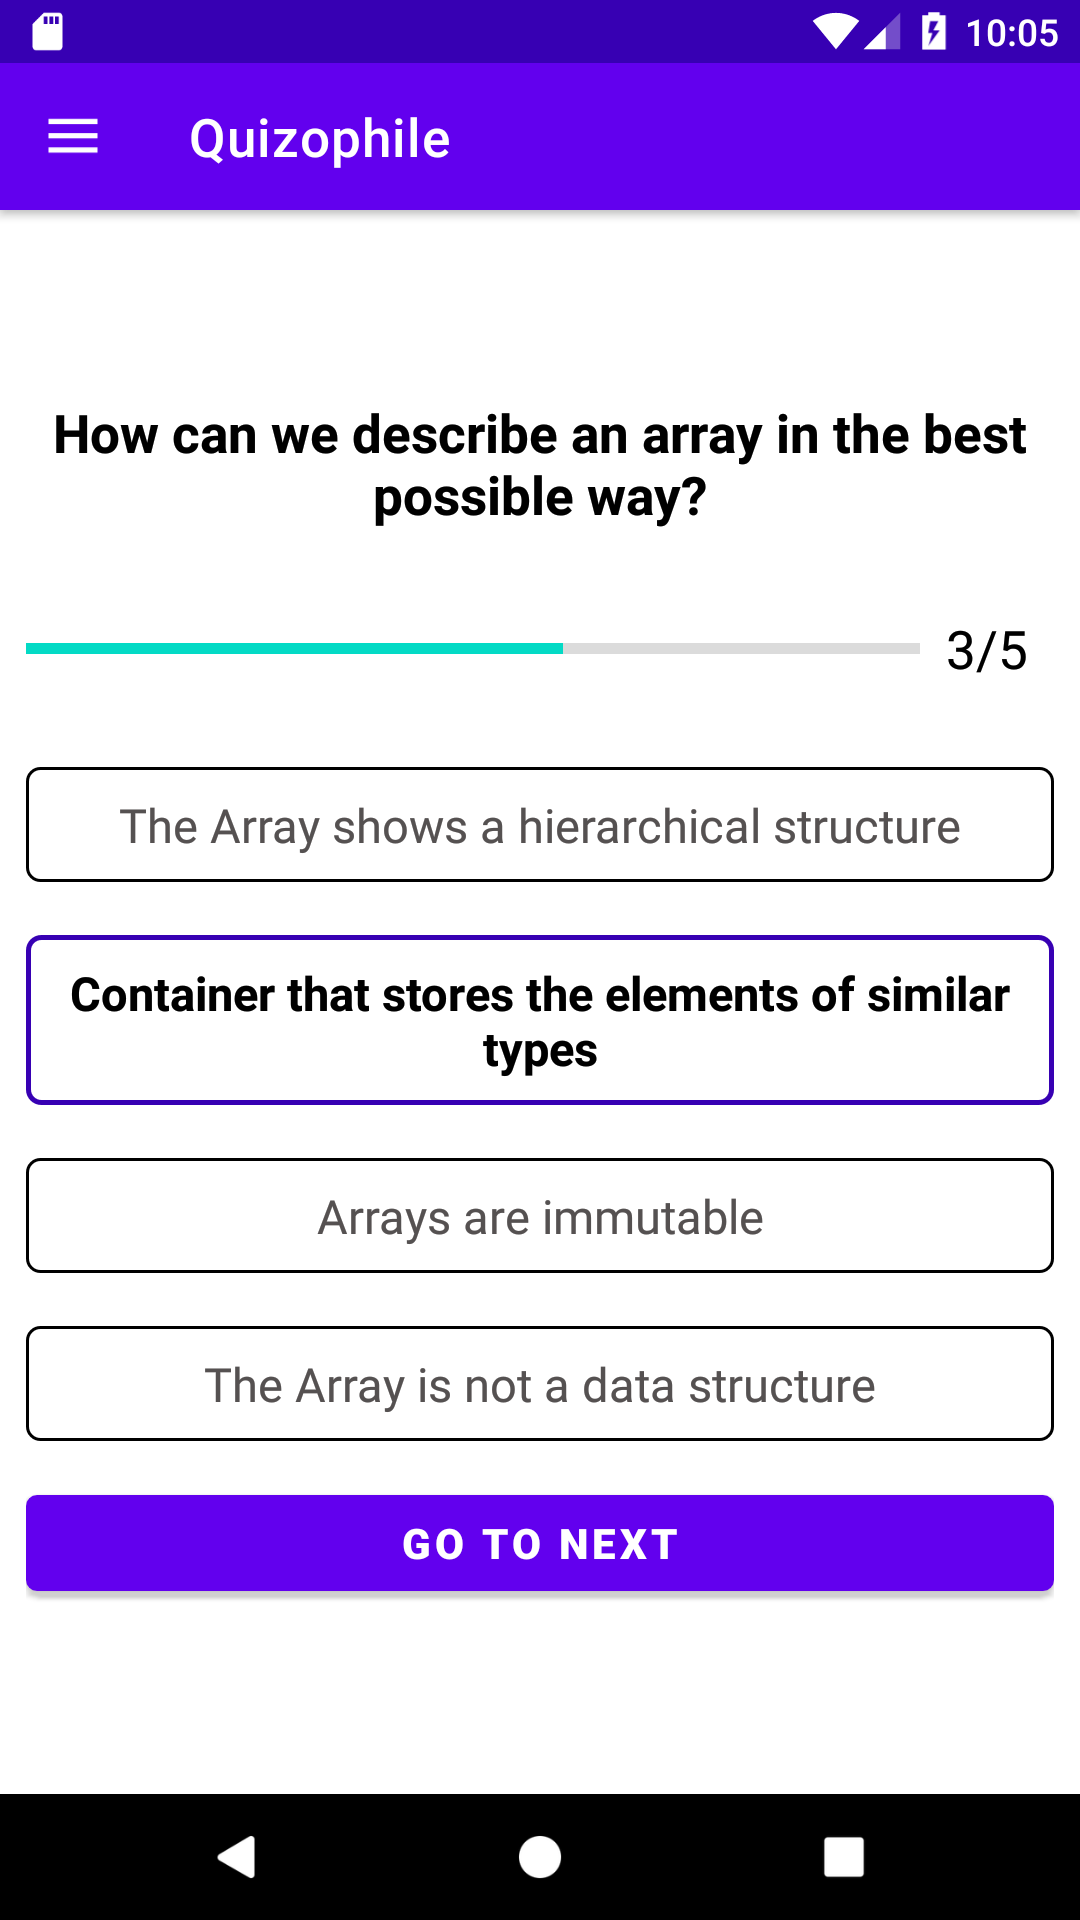 10:05
Quizophile
How can we describe an array in the best
possible way?
3/5
The Array shows a hierarchical structure
Container that stores the elements of similar
types
Arrays are immutable
The Array is not a data structure
GO TO NEXT